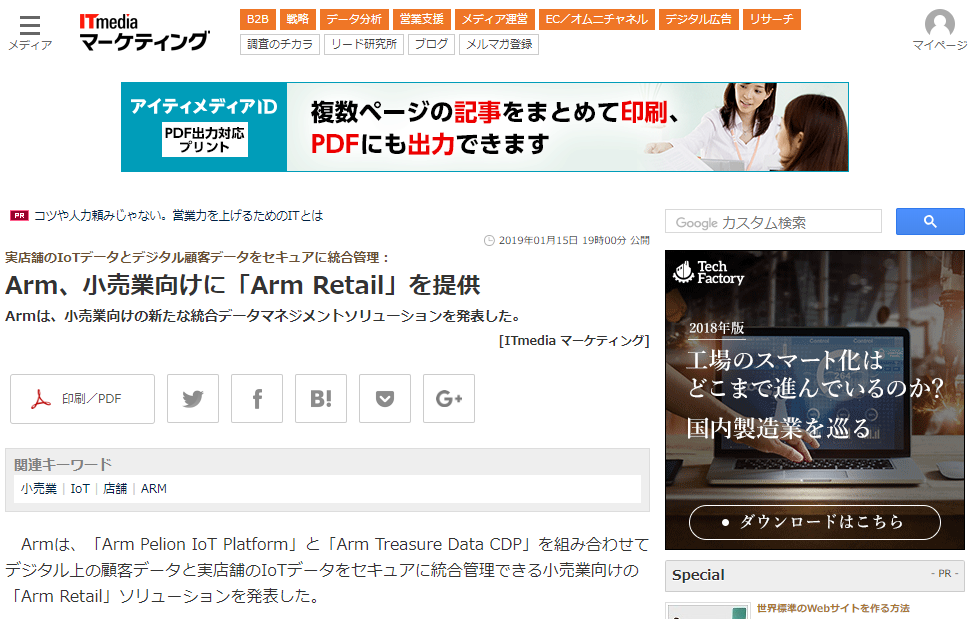 メディア
ITmedia
マーケティング
B2B 戦略 データ分析 営業支援 メディア運営 EC／オムニチャネル デジタル広告 リサーチ
調査のチカラ リード研究所 ブログ メルマガ登録
マイページ
アイティメディアID
PDF出力対応
プリント
複数ページの記事をまとめて印刷、
PDFにも出力できます
PR コツや人力頼みじゃない。営業力を上げるためのITとは
2019年01月15日 19時00分 公開
実店舗のIoTデータとデジタル顧客データをセキュアに統合管理：
Arm、小売業向けに「Arm Retail」を提供
Armは、小売業向けの新たな統合データマネジメントソリューションを発表した。
[ITmedia マーケティング]
印刷／PDF
B!
G+
関連キーワード
小売業 | IoT | 店舗 | ARM
Armは、「Arm Pelion IoT Platform」と「Arm Treasure Data CDP」を組み合わせて
デジタル上の顧客データと実店舗のIoTデータをセキュアに統合管理できる小売業向けの
「Arm Retail」ソリューションを発表した。
Google カスタム検索
Tech
Factory
2018年版
工場のスマート化は
どこまで進んでいるのか?
国内製造業を巡る
• ダウンロードはこちら
Special
- PR -
世界標準のWebサイトを作る方法